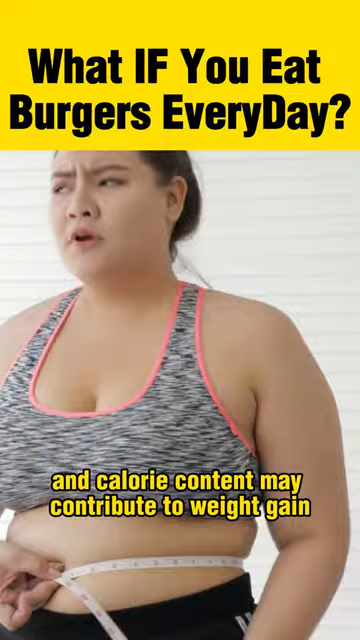 What IF You Eat
Burgers EveryDay?
and calorie content may
contribute to weight gain